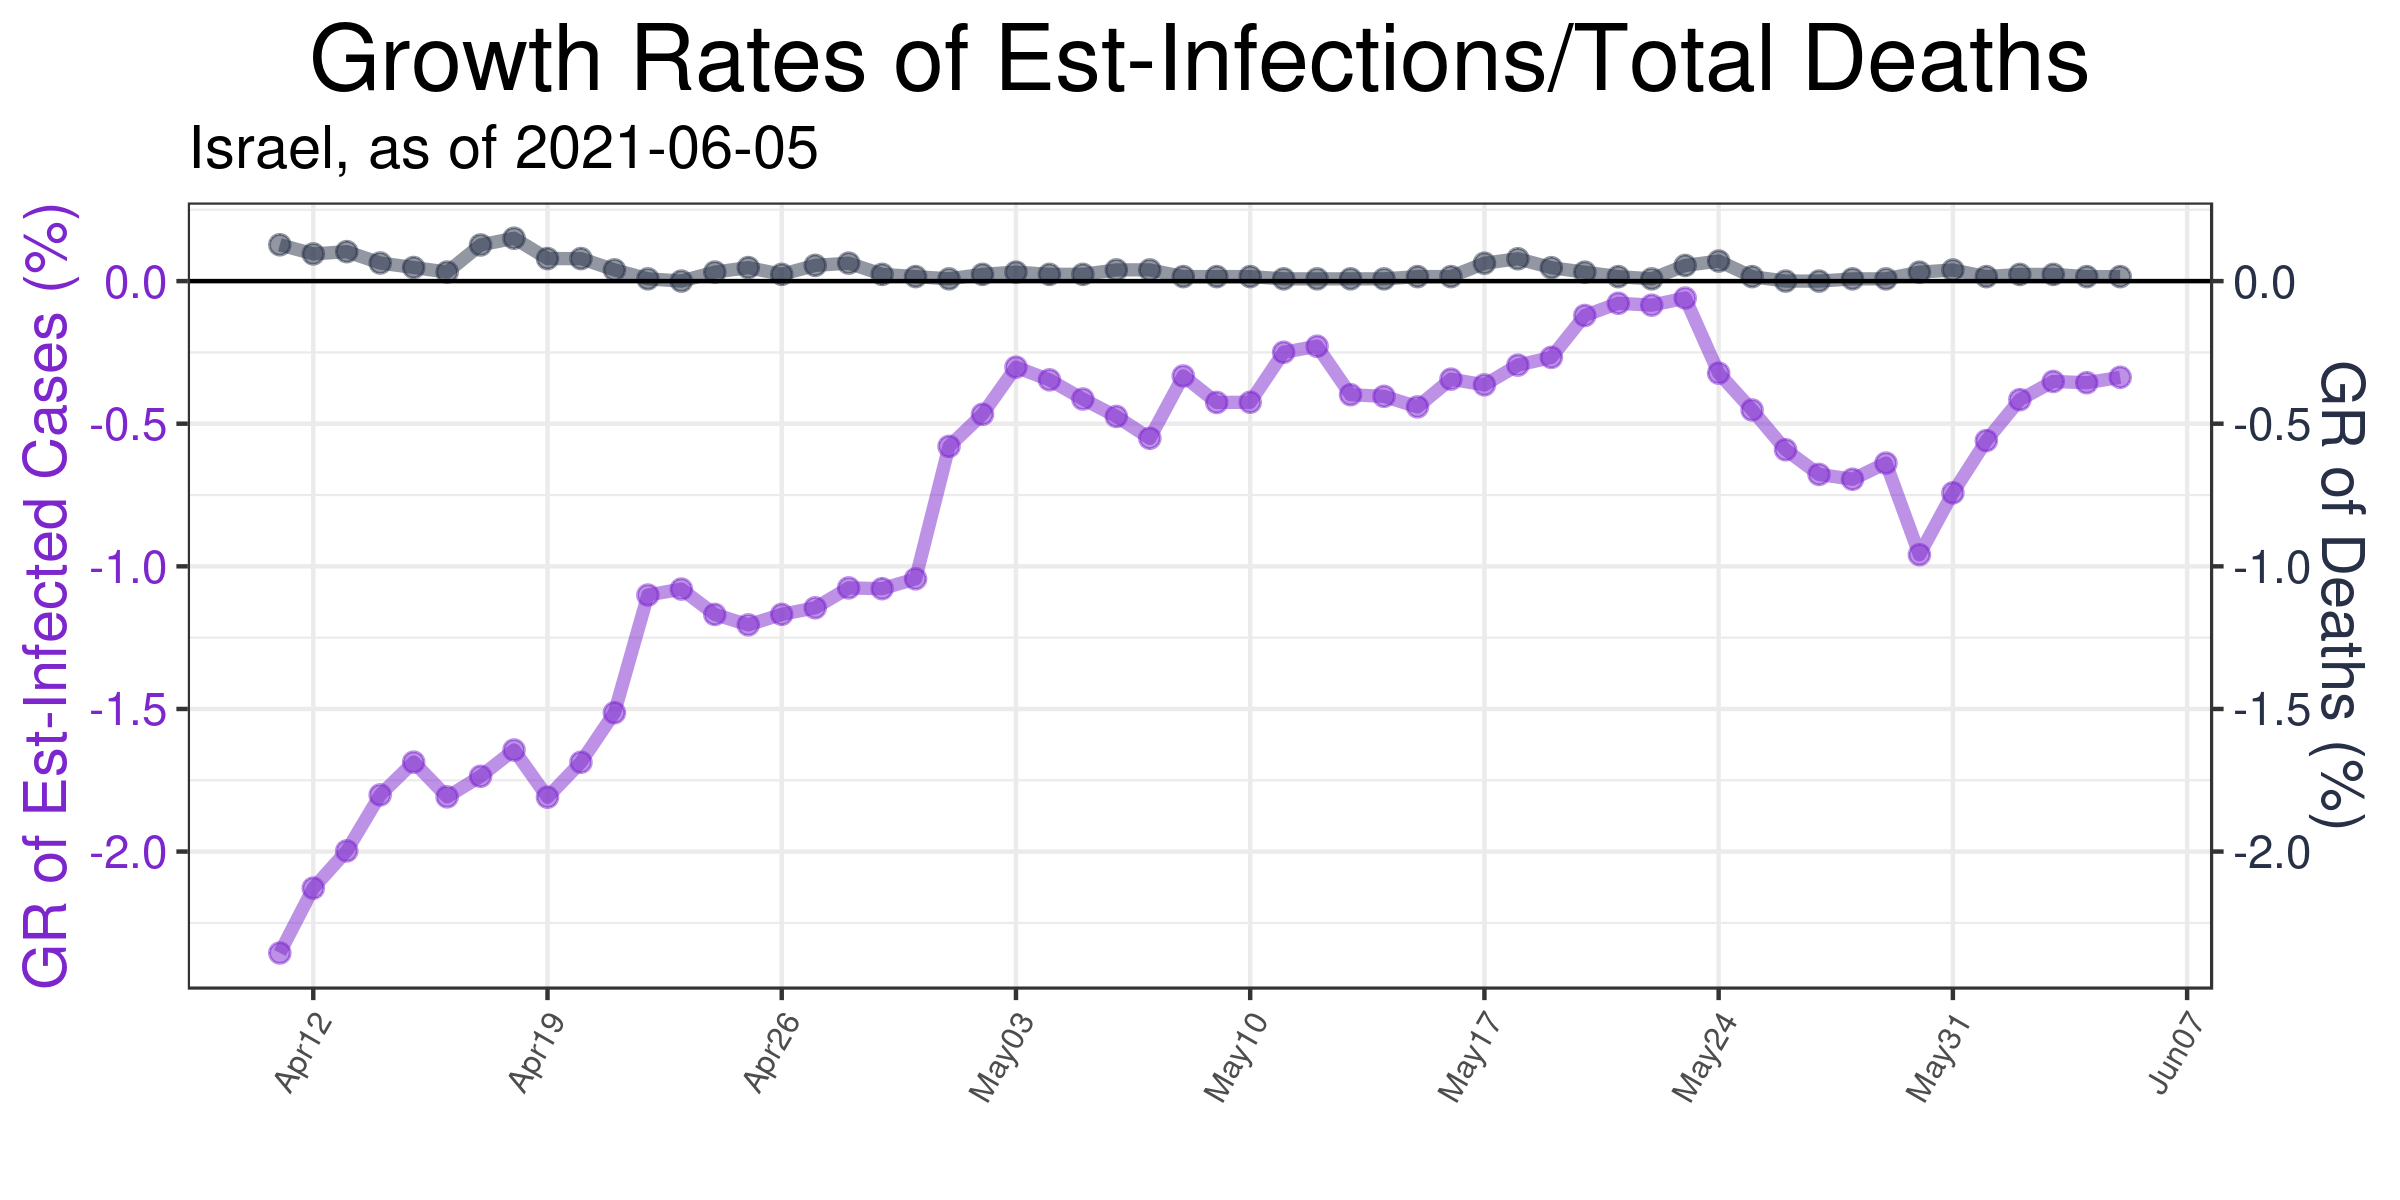 Growth Rates of Est-Infections/Total Deaths
Israel, as of 2021-06-05
GR of Est-Infected Cases (%)
0.0
-0.5
-1.0
-1.5
-2.0
0.0
-0.5
-1.0
-1.5
-2.0
GR of Deaths (%)
Apr12
Apr19
Apr26
May03
May10
May17
May24
May31
Jun07